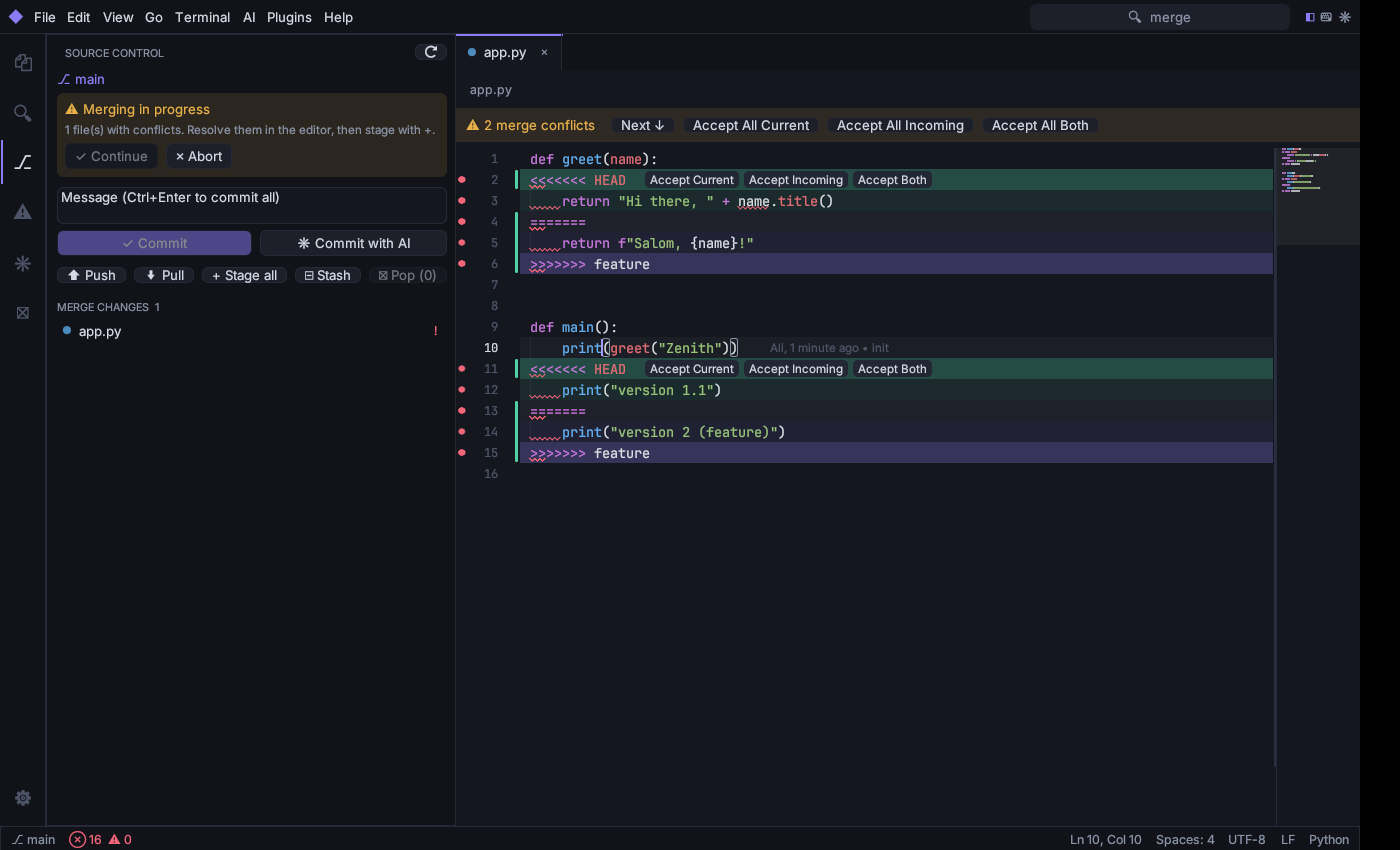 File Edit View Go Terminal AI Plugins Help
merge
SOURCE CONTROL
main
Merging in progress
1 file(s) with conflicts. Resolve them in the editor, then stage with +.
✓ Continue × Abort
Message (Ctrl+Enter to commit all)
✓ Commit Commit with AI
Push Pull + Stage all Stash Pop (0)
MERGE CHANGES 1
app.py !
app.py ×
app.py
2 merge conflicts Next ↓ Accept All Current Accept All Incoming Accept All Both
1 def greet(name):
2 <<<<<<< HEAD Accept Current Accept Incoming Accept Both
3 return "Hi there, " + name.title()
4 =======
5 return f"Salom, {name}!"
6 >>>>>>> feature
7
8
9 def main():
10 print(greet("Zenith")) Ali, 1 minute ago • init
11 <<<<<<< HEAD Accept Current Accept Incoming Accept Both
12 print("version 1.1")
13 =======
14 print("version 2 (feature)")
15 >>>>>>> feature
16
main 16 0
Ln 10, Col 10 Spaces: 4 UTF-8 LF Python